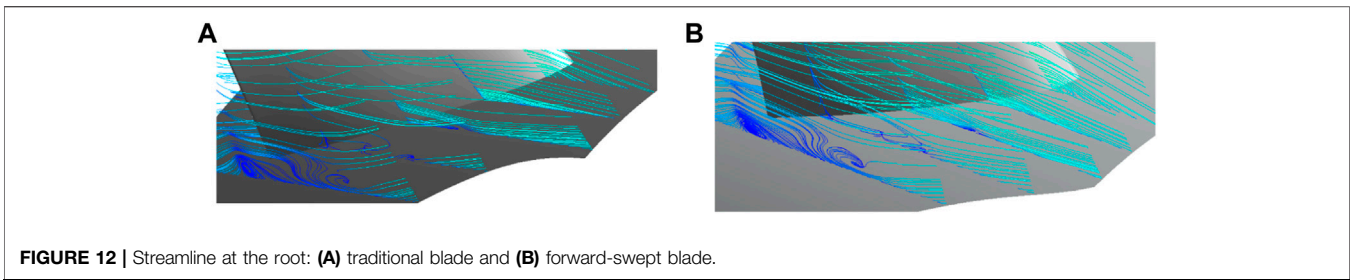 A
B
FIGURE 12 | Streamline at the root: (A) traditional blade and (B) forward-swept blade.